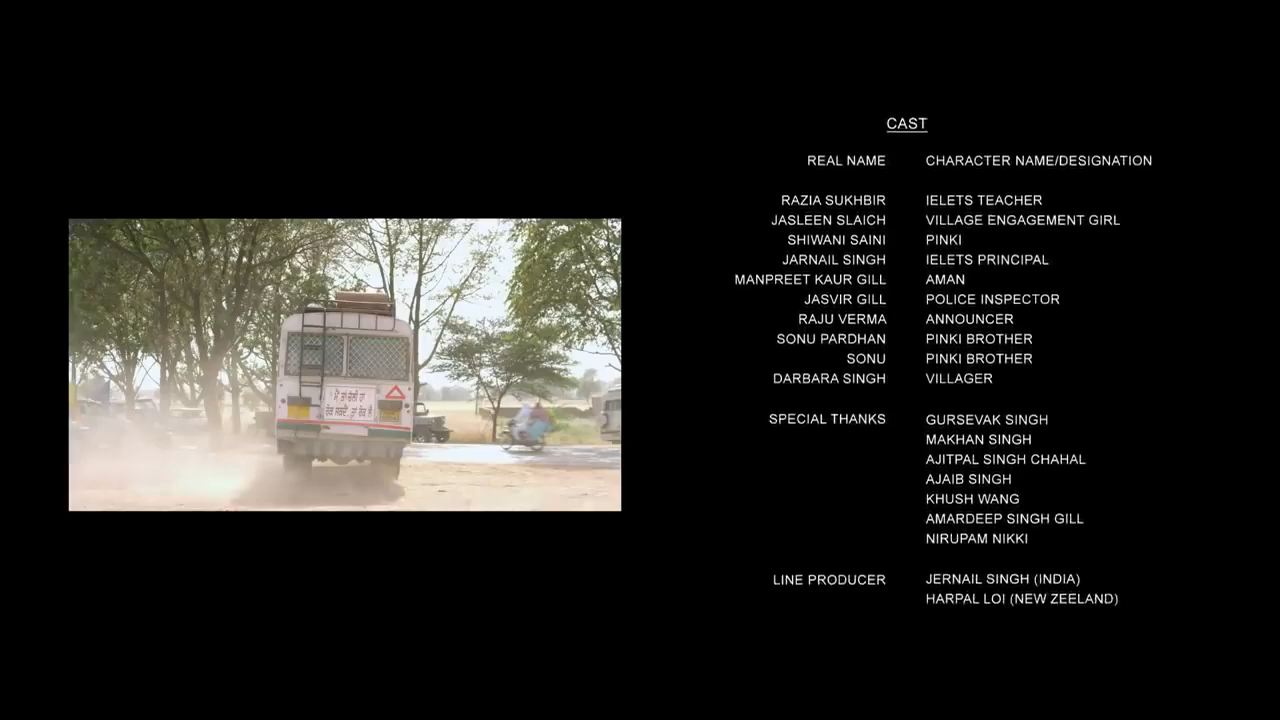 CAST
REAL NAME CHARACTER NAME/DESIGNATION
RAZIA SUKHBIR IELETS TEACHER
JASLEEN SLAICH VILLAGE ENGAGEMENT GIRL
SHIWANI SAINI PINKI
JARNAIL SINGH IELETS PRINCIPAL
MANPREET KAUR GILL AMAN
JASVIR GILL POLICE INSPECTOR
RAJU VERMA ANNOUNCER
SONU PARDHAN PINKI BROTHER
SONU PINKI BROTHER
DARBARA SINGH VILLAGER
SPECIAL THANKS GURSEVAK SINGH
MAKHAN SINGH
AJITPAL SINGH CHAHAL
AJAIB SINGH
KHUSH WANG
AMARDEEP SINGH GILL
NIRUPAM NIKKI
LINE PRODUCER JERNAIL SINGH (INDIA)
HARPAL LOI (NEW ZEELAND)
ਮੈਂ ਤਾਂ ਚੱਲੀ ਹਾਂ